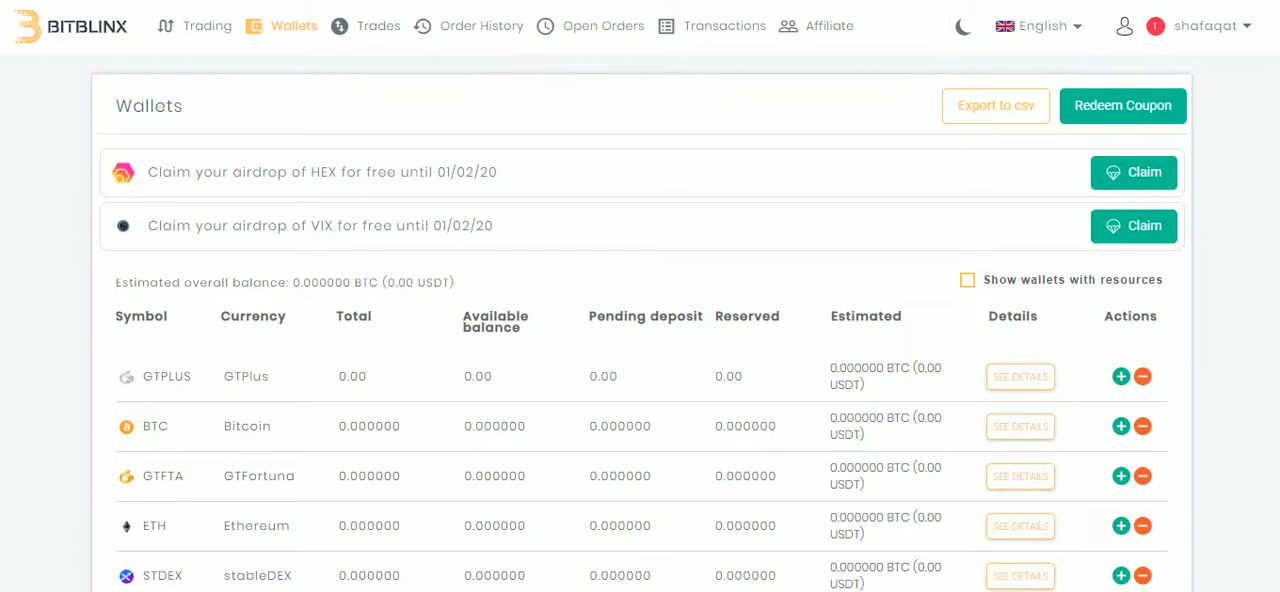 BITBLINX Trading Wallets Trades Order History Open Orders Transactions Affiliate English 1 shafaqat
Wallets Export to csv Redeem Coupon
Claim your airdrop of HEX for free until 01/02/20 Claim
Claim your airdrop of VIX for free until 01/02/20 Claim
Estimated overall balance: 0.000000 BTC (0.00 USDT) Show wallets with resources
Symbol Currency Total Available balance Pending deposit Reserved Estimated Details Actions
GTPLUS GTPlus 0.00 0.00 0.00 0.00 0.000000 BTC (0.00 USDT) SEE DETAILS
BTC Bitcoin 0.000000 0.000000 0.000000 0.000000 0.000000 BTC (0.00 USDT) SEE DETAILS
GTFTA GTFortuna 0.000000 0.000000 0.000000 0.000000 0.000000 BTC (0.00 USDT) SEE DETAILS
ETH Ethereum 0.000000 0.000000 0.000000 0.000000 0.000000 BTC (0.00 USDT) SEE DETAILS
STDEX stableDEX 0.000000 0.000000 0.000000 0.000000 0.000000 BTC (0.00 USDT) SEE DETAILS